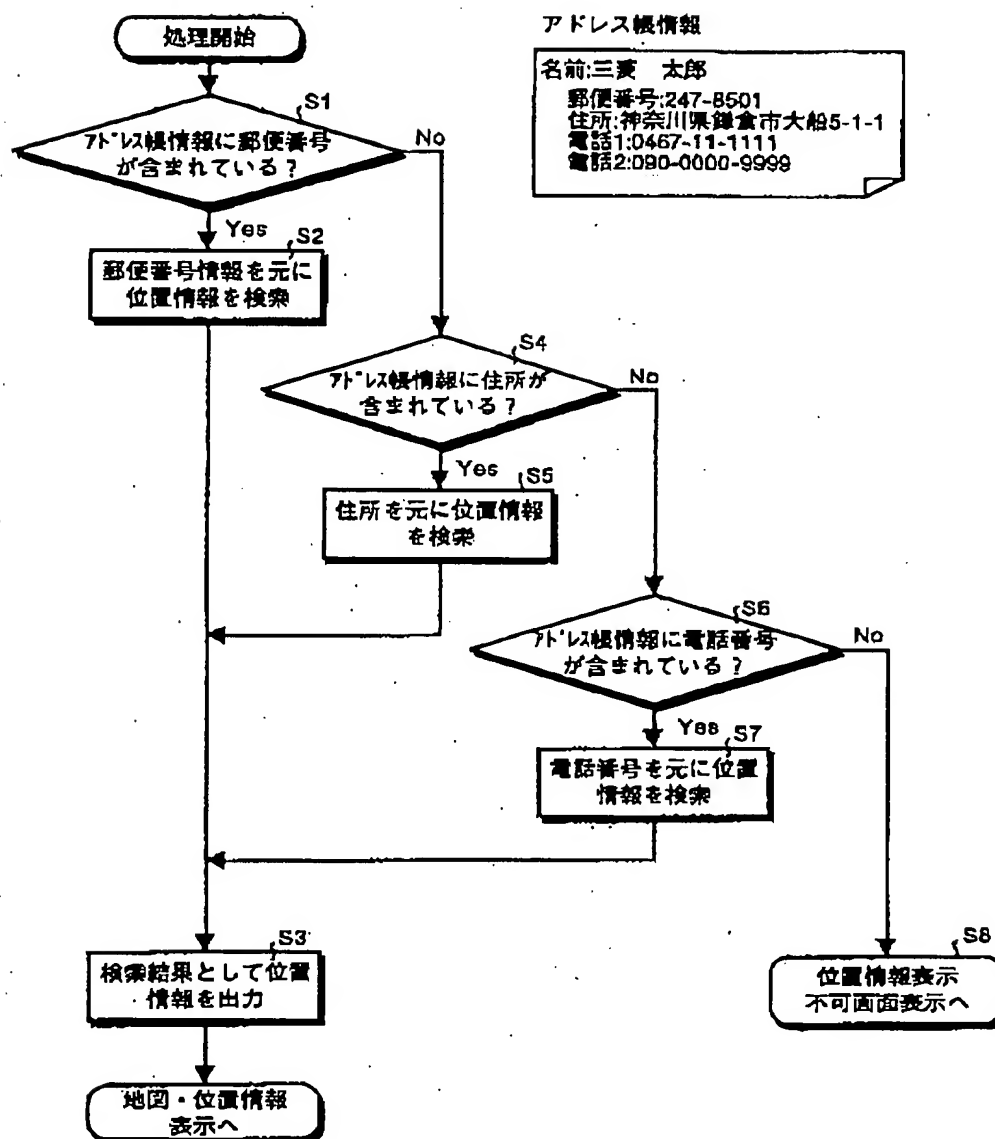 処理開始
S1
アドレス帳情報に郵便番号
が含まれている？
No
Yes
S2
郵便番号情報を元に
位置情報を検索
アドレス帳情報
名前:三菱　太郎
郵便番号:247-8501
住所:神奈川県鎌倉市大船5-1-1
電話1:0467-11-1111
電話2:090-0000-9999
S4
アドレス帳情報に住所が
含まれている？
No
Yes
S5
住所を元に位置情報
を検索
S6
アドレス帳情報に電話番号
が含まれている？
No
Yes
S7
電話番号を元に位置
情報を検索
S3
検索結果として位置
情報を出力
S8
位置情報表示
不可画面表示へ
地図・位置情報
表示へ